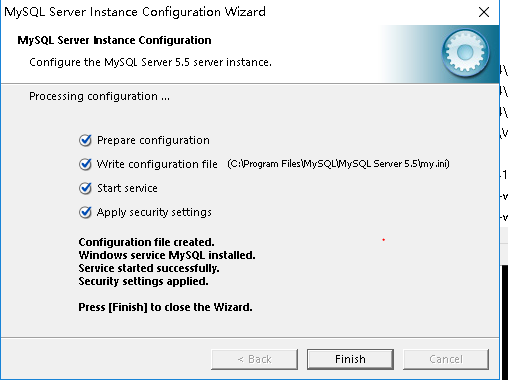 MySQL Server Instance Configuration Wizard
MySQL Server Instance Configuration
Configure the MySQL Server 5.5 server instance.
Processing configuration ...
Prepare configuration
Write configuration file (C:\Program Files\MySQL\MySQL Server 5.5\my.ini)
Start service
Apply security settings
Configuration file created.
Windows service MySQL installed.
Service started successfully.
Security settings applied.
Press [Finish] to close the Wizard.
< Back
Finish
Cancel